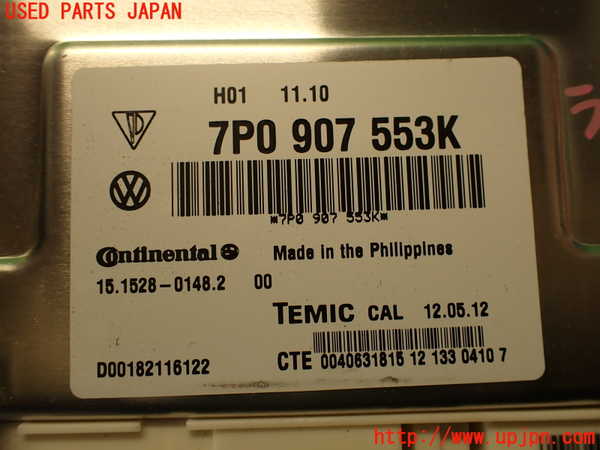 USED PARTS JAPAN
H01 11.10
7P0 907 553K
*7P0 907 553K*
Continental Made in the Philippines
15.1528-0148.2 00
TEMIC CAL 12.05.12
D00182116122 CTE 0040631815 12 133 0410 7
http://www.upjpn.com/